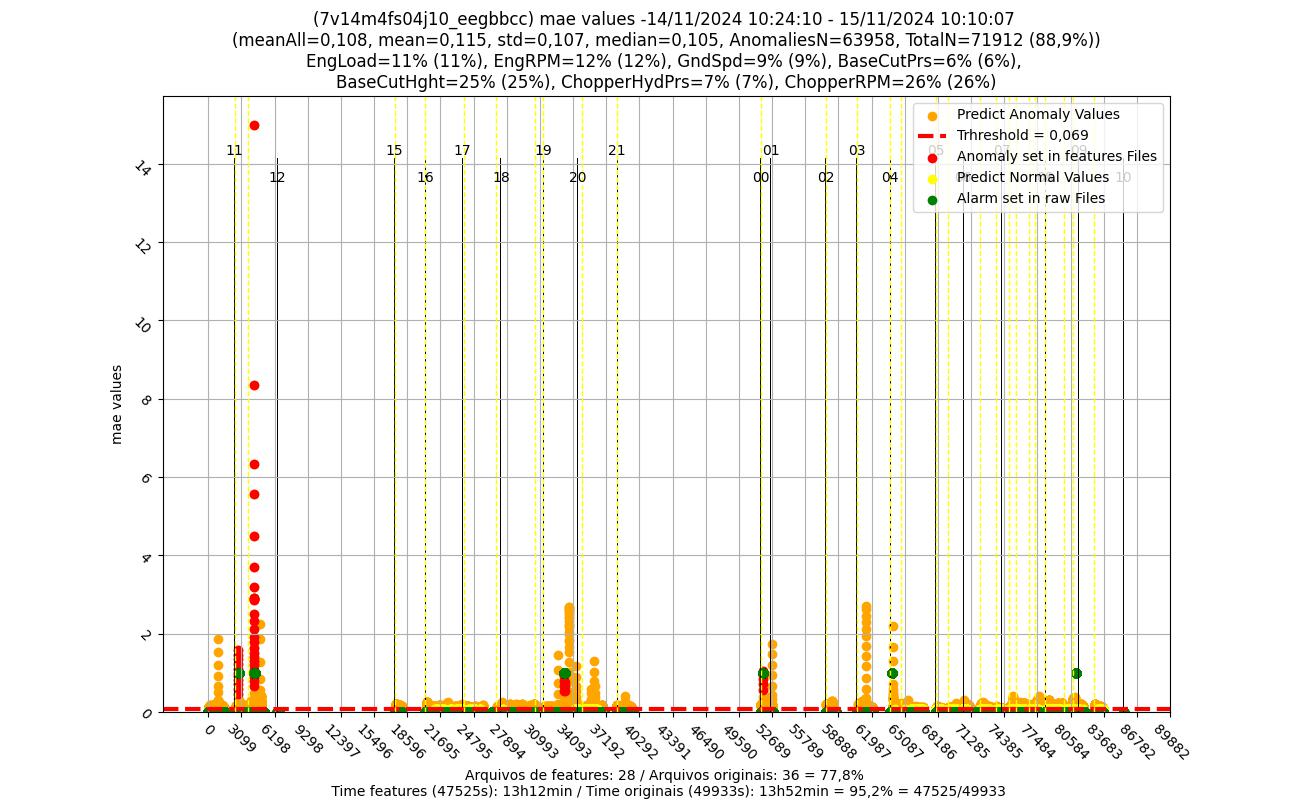 (7v14m4fs04j10_eegbbcc) mae values -14/11/2024 10:24:10 - 15/11/2024 10:10:07
(meanAll=0,108, mean=0,115, std=0,107, median=0,105, AnomaliesN=63958, TotalN=71912 (88,9%))
EngLoad=11% (11%), EngRPM=12% (12%), GndSpd=9% (9%), BaseCutPrs=6% (6%),
BaseCutHght=25% (25%), ChopperHydPrs=7% (7%), ChopperRPM=26% (26%)
Predict Anomaly Values
Trhreshold = 0,069
Anomaly set in features Files
Predict Normal Values
Alarm set in raw Files
11 15 17 19 21 01 03 05 07 09
12 16 18 20 00 02 04 10
mae values
14
12
10
8
6
4
2
0
0 3099 6198 9298 12397 15496 18596 21695 24795 27894 30993 34093 37192 40292 43391 46490 49590 52689 55789 58888 61987 65087 68186 71285 74385 77484 80584 83683 86782 89882
Arquivos de features: 28 / Arquivos originais: 36 = 77,8%
Time features (47525s): 13h12min / Time originais (49933s): 13h52min = 95,2% = 47525/49933